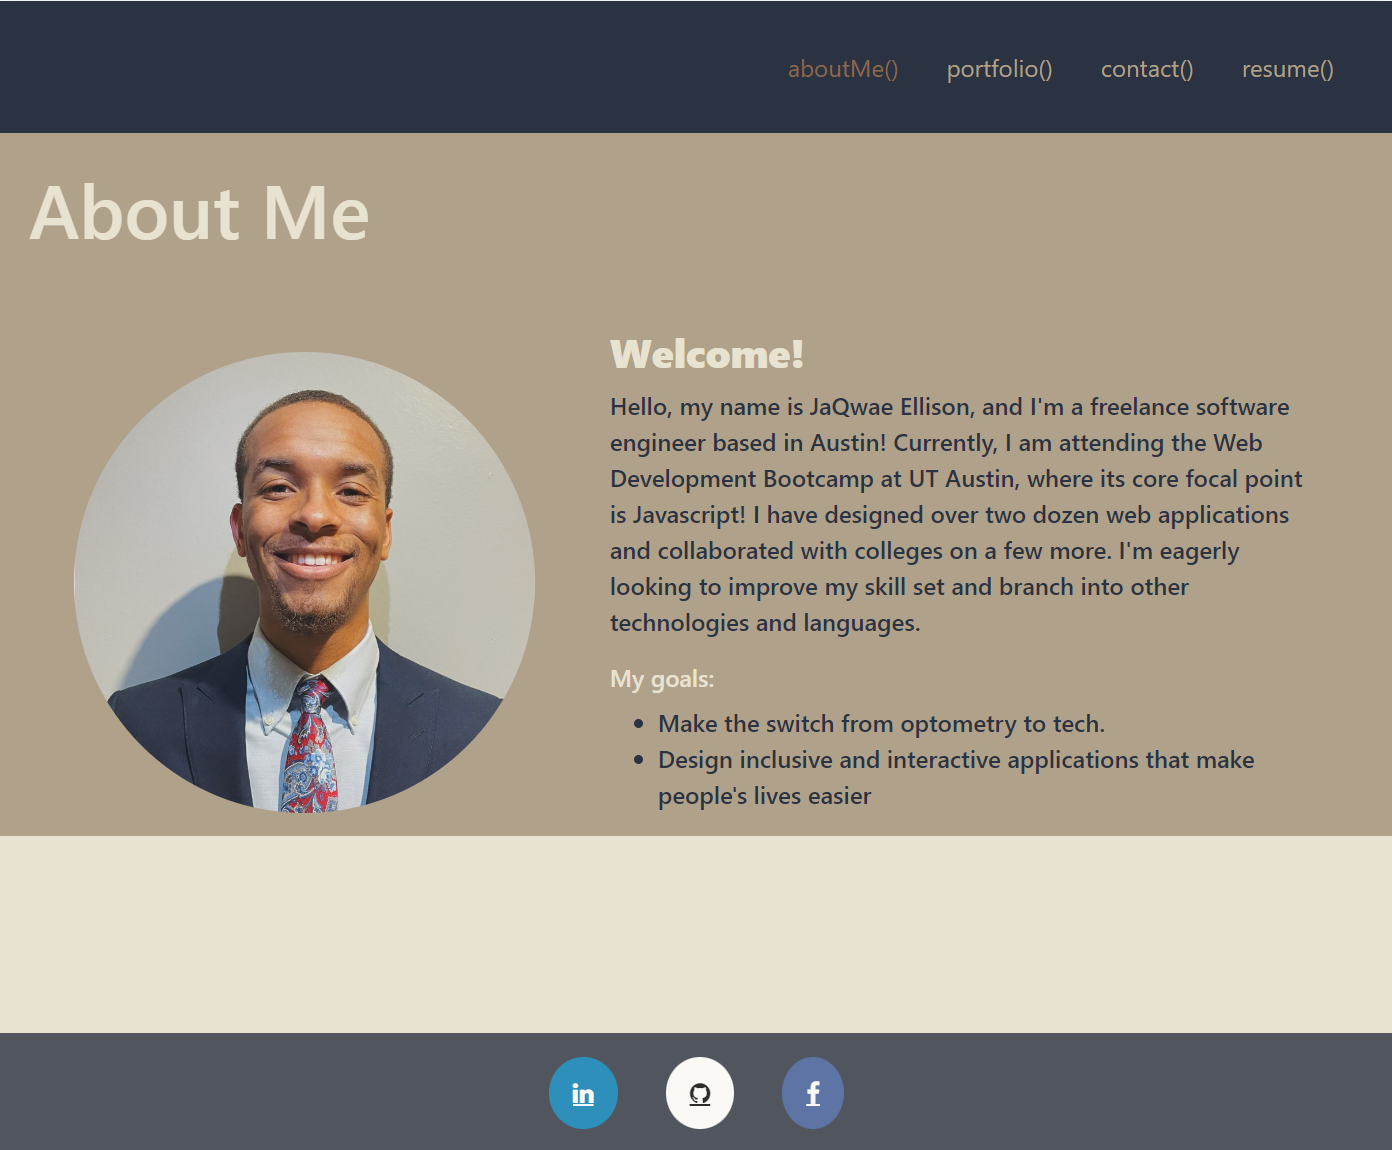 aboutMe() portfolio() contact() resume()
About Me
Welcome!
Hello, my name is JaQwae Ellison, and I'm a freelance software
engineer based in Austin! Currently, I am attending the Web
Development Bootcamp at UT Austin, where its core focal point
is Javascript! I have designed over two dozen web applications
and collaborated with colleges on a few more. I'm eagerly
looking to improve my skill set and branch into other
technologies and languages.
My goals:
• Make the switch from optometry to tech.
• Design inclusive and interactive applications that make
people's lives easier
in f